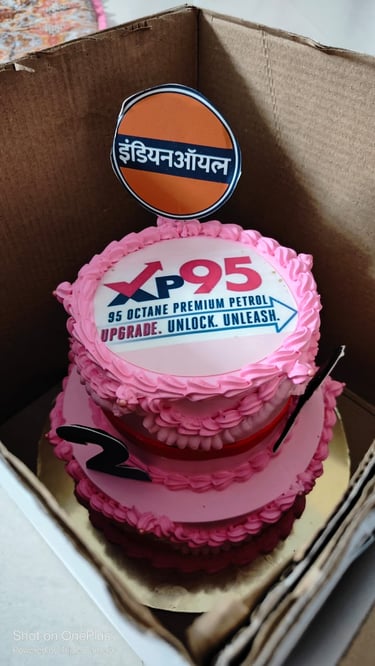 इंडियनऑयल
XP95
95 OCTANE PREMIUM PETROL
UPGRADE. UNLOCK. UNLEASH.
2
Shot on OnePlus